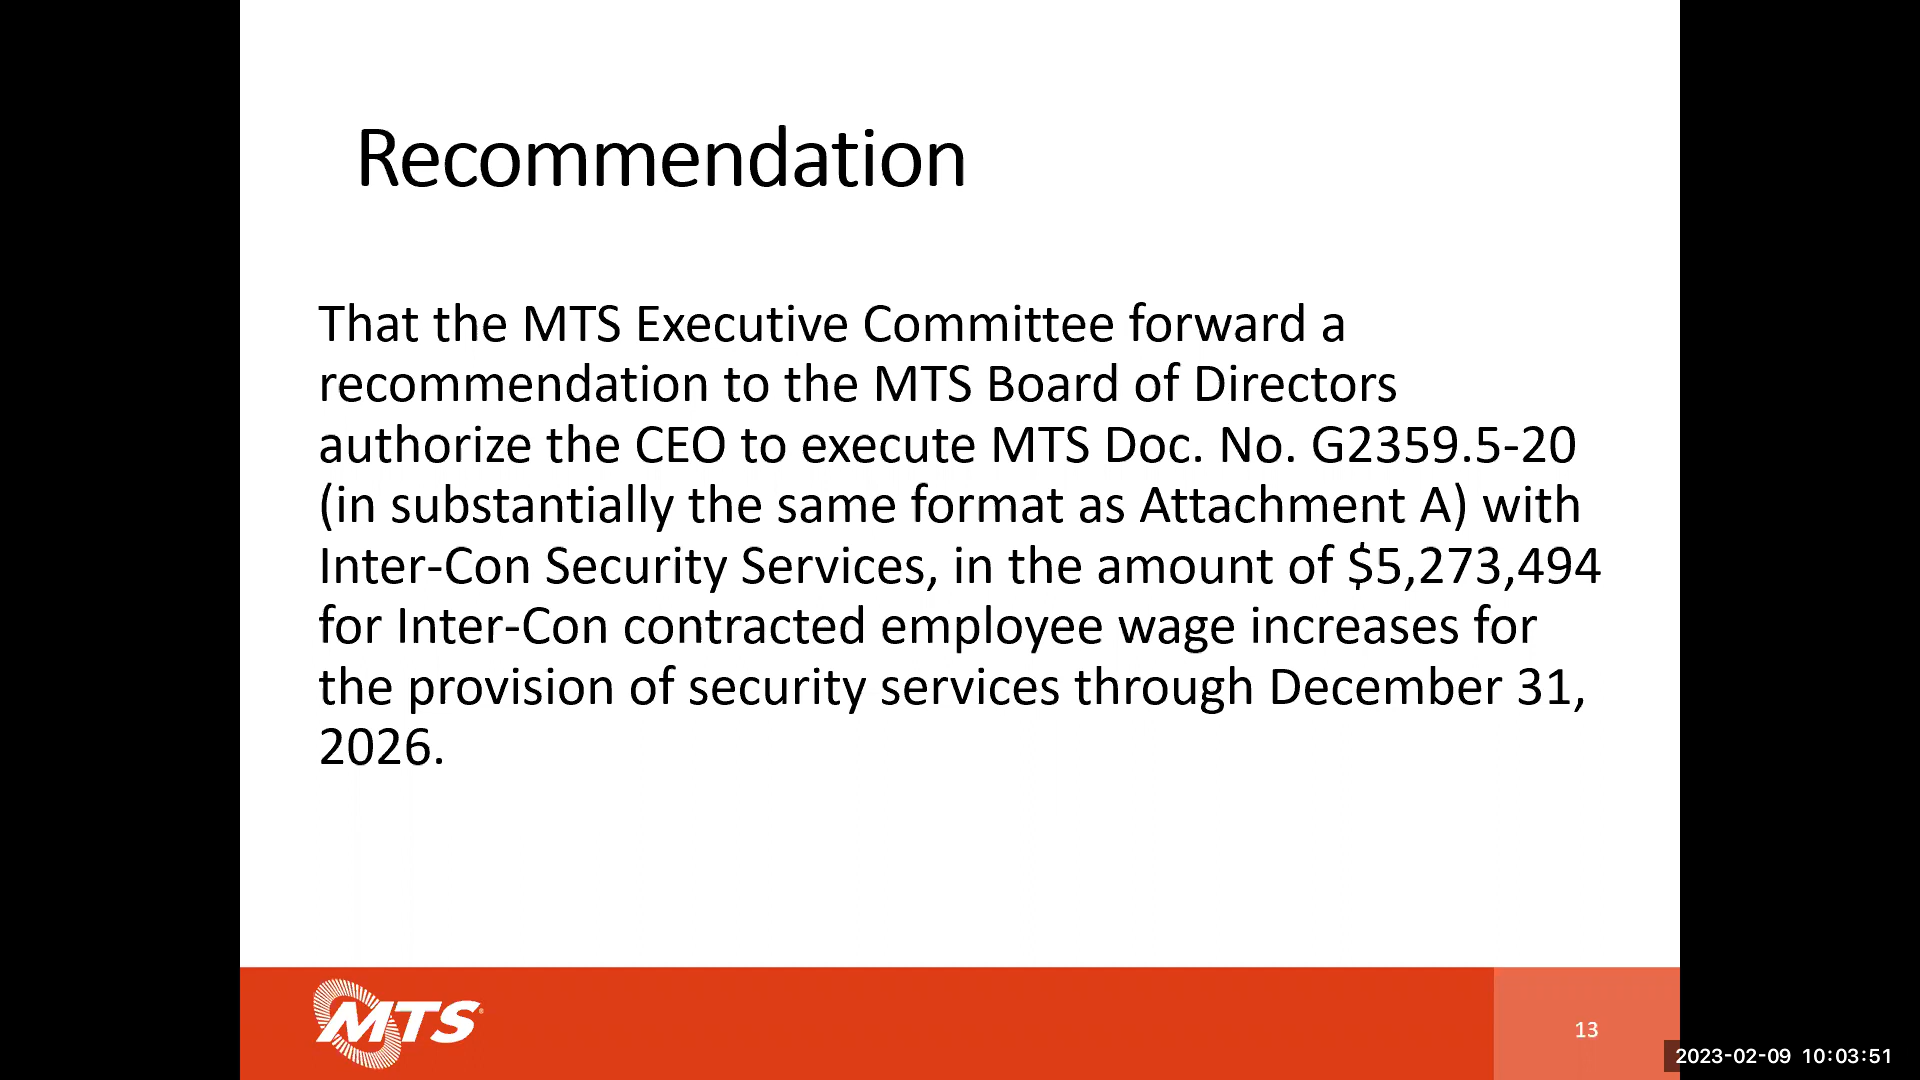 Recommendation
That the MTS Executive Committee forward a
recommendation to the MTS Board of Directors
authorize the CEO to execute MTS Doc. No. G2359.5-20
(in substantially the same format as Attachment A) with
Inter-Con Security Services, in the amount of $5,273,494
for Inter-Con contracted employee wage increases for
the provision of security services through December 31,
2026.
MTS
13
2023-02-09 10:03:51